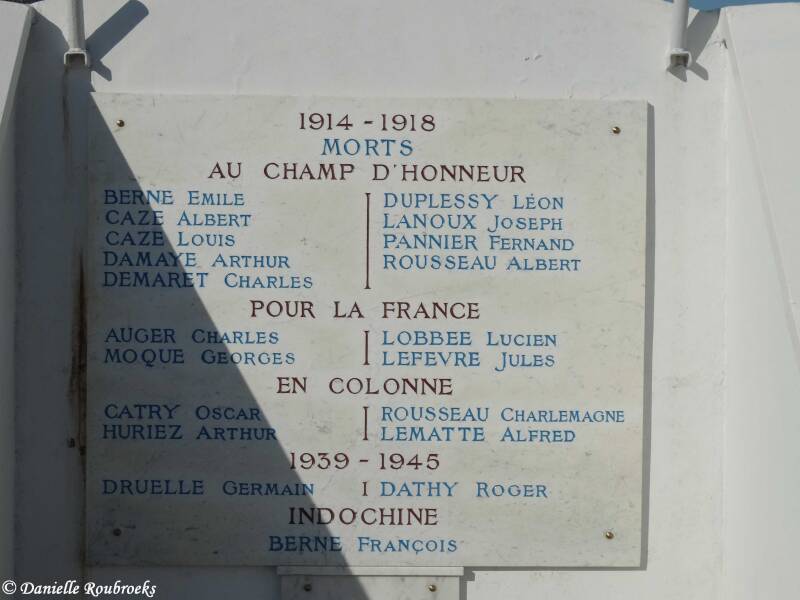 1914 - 1918
MORTS
AU CHAMP D'HONNEUR
BERNE EMILE
CAZE ALBERT
CAZE LOUIS
DAMAYE ARTHUR
DEMARET CHARLES
DUPLESSY LÉON
LANOUX JOSEPH
PANNIER FERNAND
ROUSSEAU ALBERT
POUR LA FRANCE
AUGER CHARLES
MOQUE GEORGES
LOBBEE LUCIEN
LEFEVRE JULES
EN COLONNE
CATRY OSCAR
HURIEZ ARTHUR
ROUSSEAU CHARLEMAGNE
LEMATTE ALFRED
1939 - 1945
DRUELLE GERMAIN
DATHY ROGER
INDOCHINE
BERNE FRANÇOIS
© Danielle Roubroeks